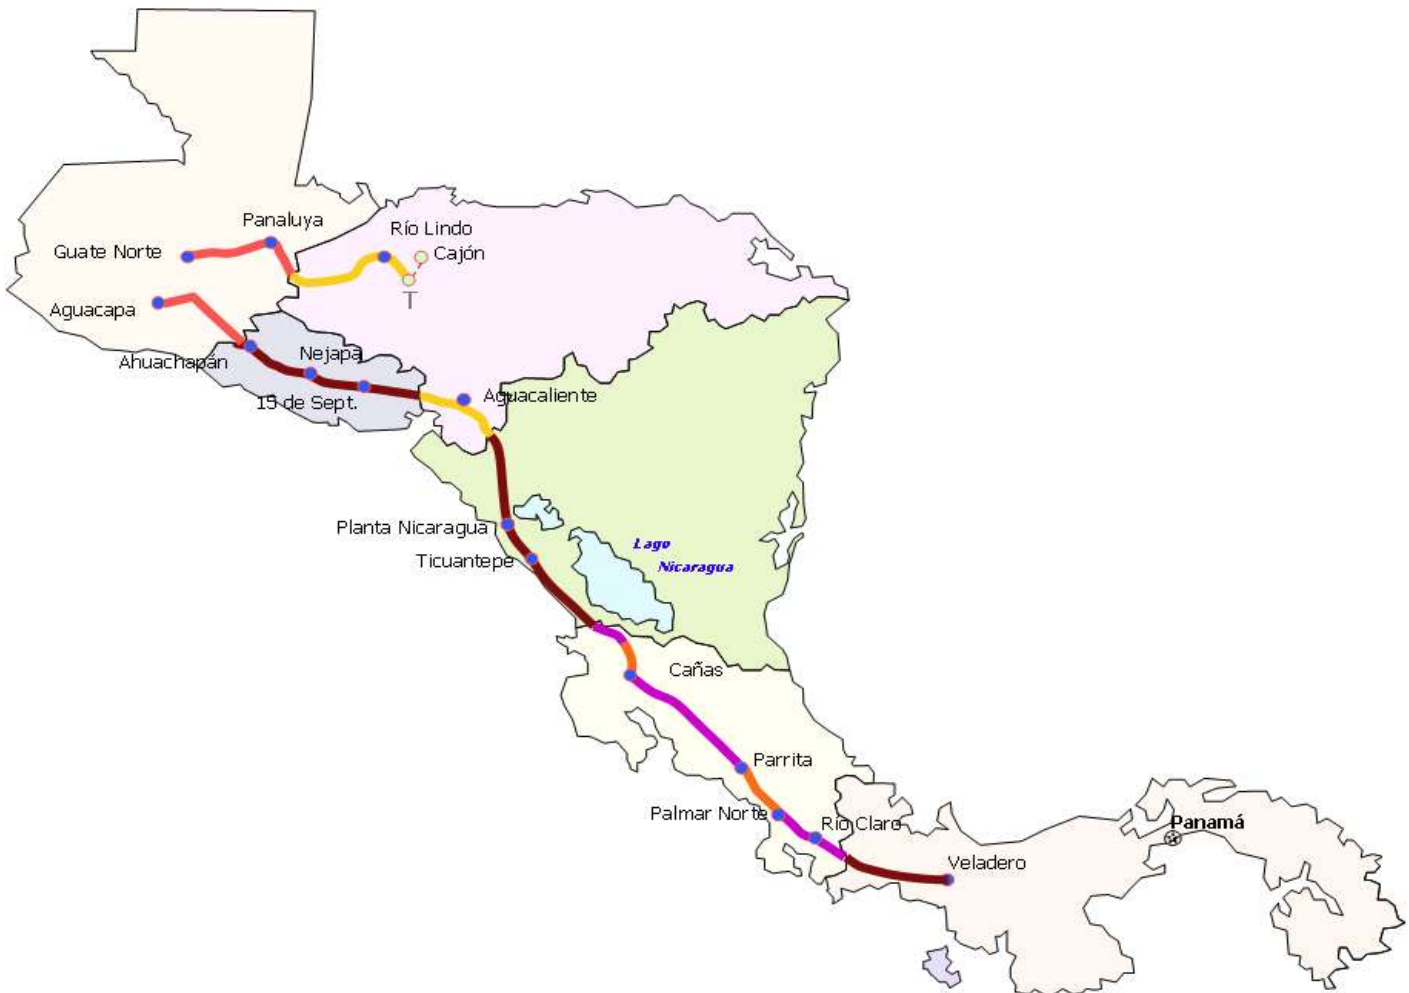 Panaluya
Río Lindo
Guate Norte
Cajón
T
Aguacapa
Ahuachapán
Nejapa
15 de Sept.
Aguacaliente
Planta Nicaragua
Lago
Nicaragua
Ticuantepe
Cañas
Parrita
Palmar Norte
Río Claro
Panamá
Veladero